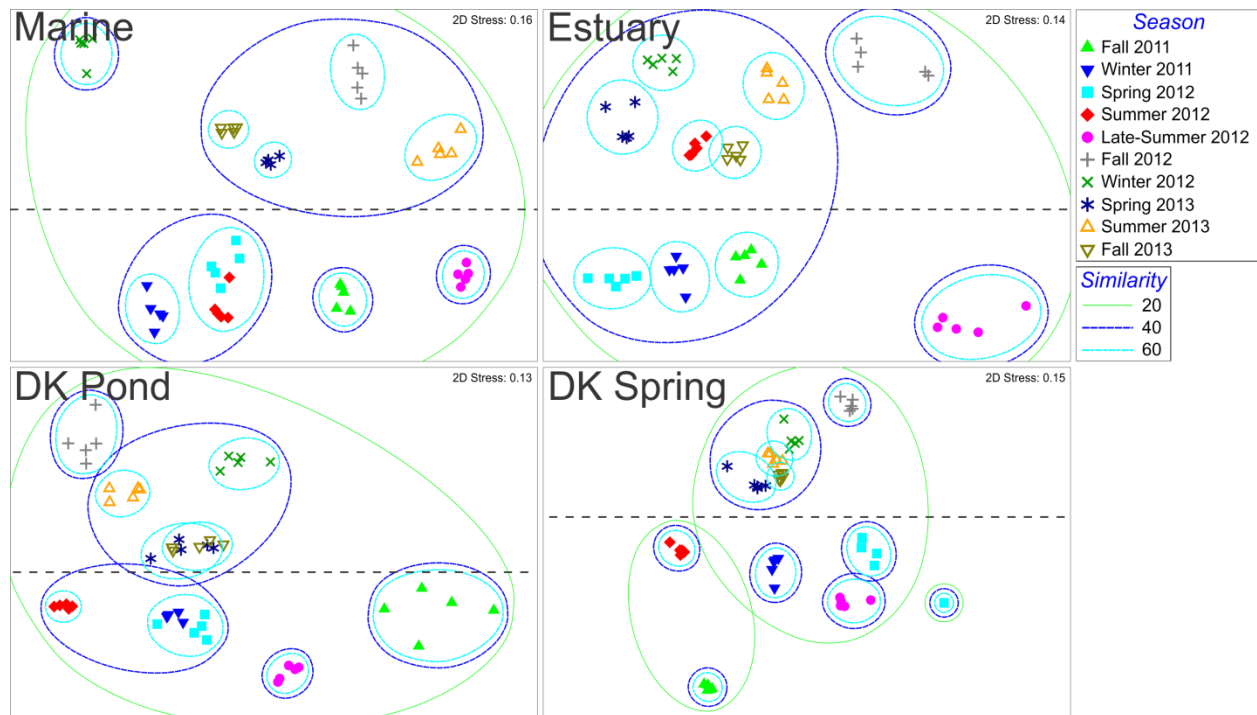 Marine
2D Stress: 0.16
Estuary
2D Stress: 0.14
Season
Fall 2011
Winter 2011
Spring 2012
Summer 2012
Late-Summer 2012
Fall 2012
Winter 2012
Spring 2013
Summer 2013
Fall 2013
Similarity
20
40
60
DK Pond
2D Stress: 0.13
DK Spring
2D Stress: 0.15